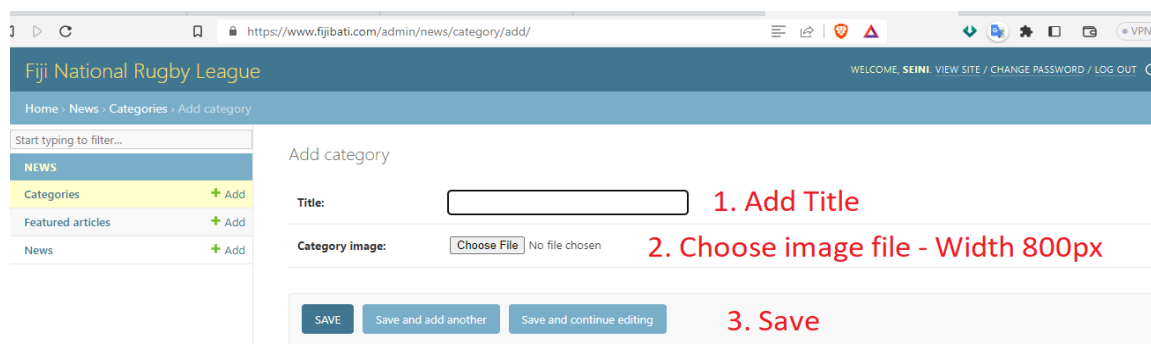 https://www.fijibati.com/admin/news/category/add/
VPN
Fiji National Rugby League
WELCOME, SEINI. VIEW SITE / CHANGE PASSWORD / LOG OUT
Home › News › Categories › Add category
Start typing to filter...
NEWS
Categories + Add
Featured articles + Add
News + Add
Add category
Title: 1. Add Title
Category image: Choose File No file chosen 2. Choose image file - Width 800px
SAVE Save and add another Save and continue editing 3. Save